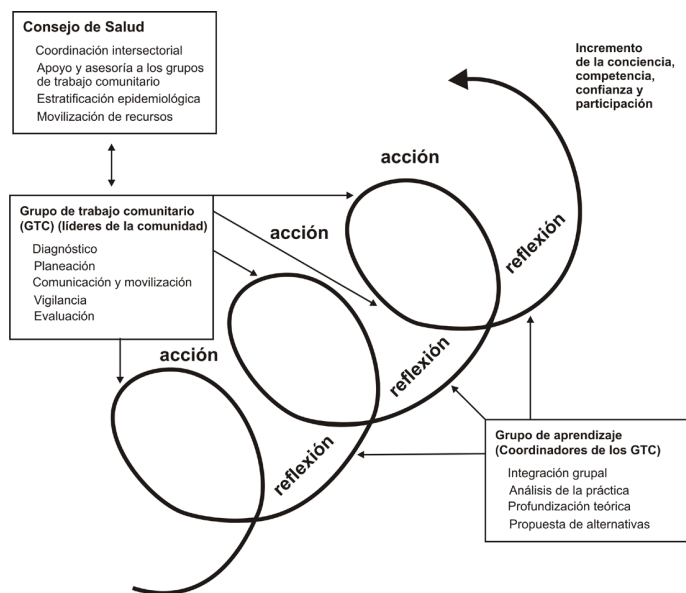 Consejo de Salud
Coordinación intersectorial
Apoyo y asesoría a los grupos
de trabajo comunitario
Estratificación epidemiológica
Movilización de recursos
Incremento
de la conciencia,
competencia,
confianza y
participación
Grupo de trabajo comunitario
(GTC) (líderes de la comunidad)
Diagnóstico
Planeación
Comunicación y movilización
Vigilancia
Evaluación
acción
acción
acción
reflexión
reflexión
reflexión
Grupo de aprendizaje
(Coordinadores de los GTC)
Integración grupal
Análisis de la práctica
Profundización teórica
Propuesta de alternativas